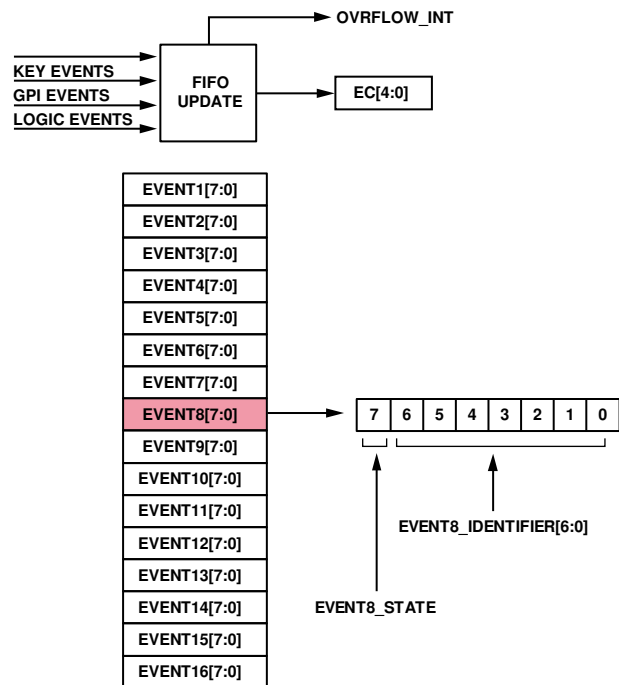 OVRFLOW_INT
KEY EVENTS
GPI EVENTS
LOGIC EVENTS
FIFO
UPDATE
EC[4:0]
EVENT1[7:0]
EVENT2[7:0]
EVENT3[7:0]
EVENT4[7:0]
EVENT5[7:0]
EVENT6[7:0]
EVENT7[7:0]
EVENT8[7:0]
7 6 5 4 3 2 1 0
EVENT9[7:0]
EVENT10[7:0]
EVENT11[7:0]
EVENT8_IDENTIFIER[6:0]
EVENT12[7:0]
EVENT13[7:0]
EVENT14[7:0]
EVENT8_STATE
EVENT15[7:0]
EVENT16[7:0]